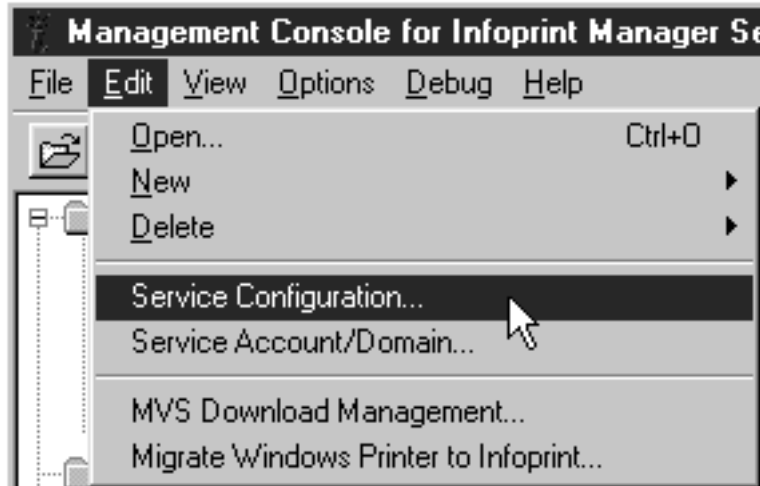 Management Console for Infoprint Manager Se
File Edit View Options Debug Help
Open... Ctrl+O
New
Delete
Service Configuration...
Service Account/Domain...
MVS Download Management...
Migrate Windows Printer to Infoprint...